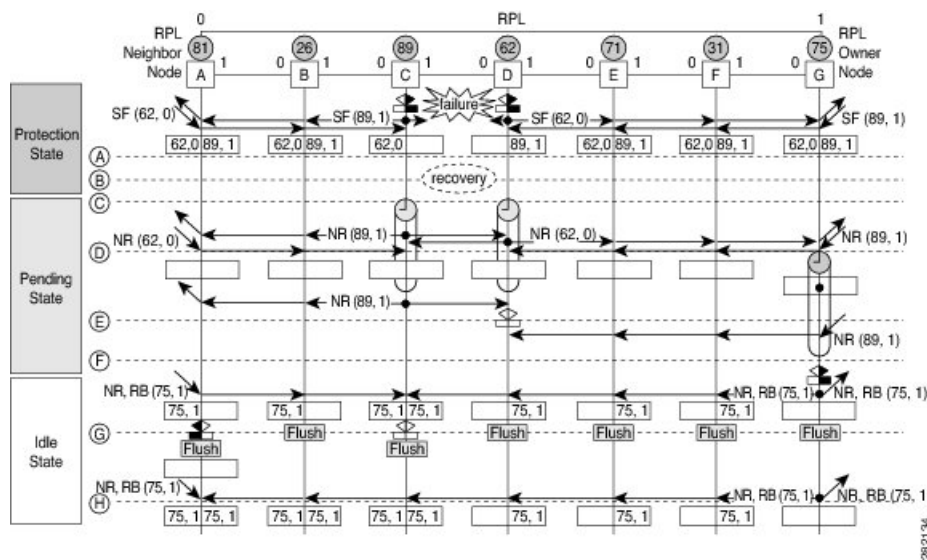 0 RPL 1
RPL Neighbor Node
81 26 89 62 71 31 75
RPL Owner Node
0 1 0 1 0 1 0 1 0 1 0 1 0
A B C D E F G
Protection State
failure
SF (62, 0) SF (89, 1) SF (62, 0) SF (89, 1)
62,0 89, 1 62,0 89, 1 62,0 89, 1 62,0 89, 1 62,0 89, 1 62,0 89, 1
A
B recovery
C
Pending State
NR (89, 1) NR (62, 0)
NR (62, 0) NR (89, 1)
D
NR (89, 1)
E
NR (89, 1)
F
Idle State
NR, RB (75, 1) NR, RB (75, 1) NR, RB (75, 1)
75, 1 75, 1 75, 1 75, 1 75, 1 75, 1 75, 1
G Flush Flush Flush Flush Flush
Flush Flush
NR, RB (75, 1) NR, RB (75, 1) NR, RB (75, 1
H
75, 1 75, 1 75, 1 75, 1 75, 1 75, 1 75, 1 75, 1
282134